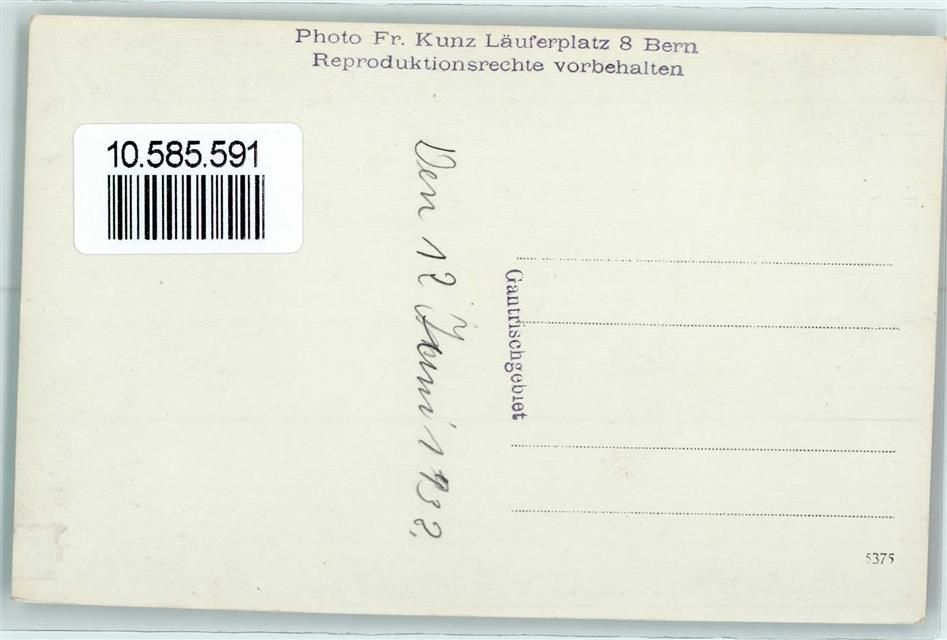 Photo Fr. Kunz Läuferplatz 8 Bern
Reproduktionsrechte vorbehalten
10.585.591
Den 12 Juni 1932.
Gantrischgebiet
5375